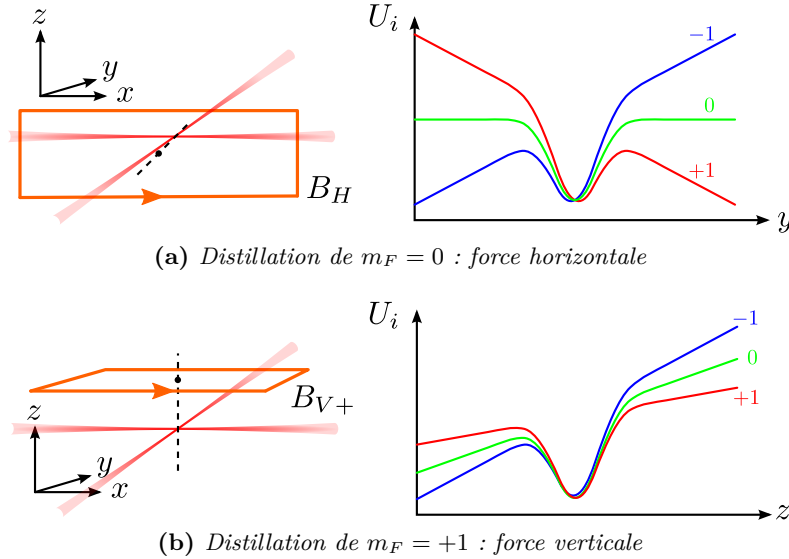 z
y
x
B_H
U_i
−1
0
+1
y
(a) Distillation de m_F = 0 : force horizontale
B_{V+}
z
y
x
U_i
−1
0
+1
z
(b) Distillation de m_F = +1 : force verticale